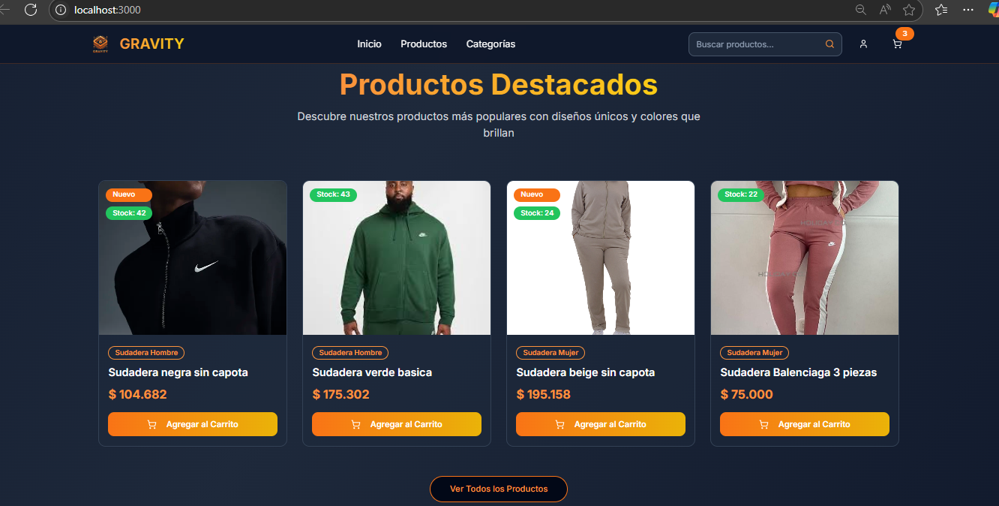 localhost:3000
GRAVITY
Inicio
Productos
Categorías
Buscar productos...
3
Productos Destacados
Descubre nuestros productos más populares con diseños únicos y colores que
brillan
Nuevo
Stock: 42
Sudadera Hombre
Sudadera negra sin capota
$ 104.682
Agregar al Carrito
Stock: 43
Sudadera Hombre
Sudadera verde basica
$ 175.302
Agregar al Carrito
Nuevo
Stock: 24
Sudadera Mujer
Sudadera beige sin capota
$ 195.158
Agregar al Carrito
Stock: 22
Sudadera Mujer
Sudadera Balenciaga 3 piezas
$ 75.000
Agregar al Carrito
Ver Todos los Productos